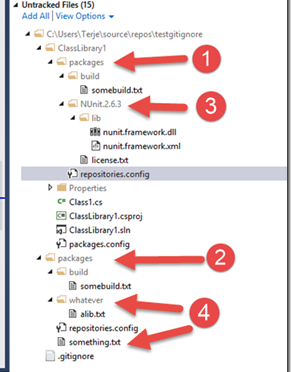 Untracked Files (15)
Add All | View Options
C:\Users\Terje\source\repos\testgitignore
ClassLibrary1
packages
1
build
somebuild.txt
NUnit.2.6.3
3
lib
nunit.framework.dll
nunit.framework.xml
license.txt
repositories.config
Properties
Class1.cs
ClassLibrary1.csproj
ClassLibrary1.sln
packages.config
packages
2
build
somebuild.txt
whatever
4
alib.txt
repositories.config
something.txt
.gitignore